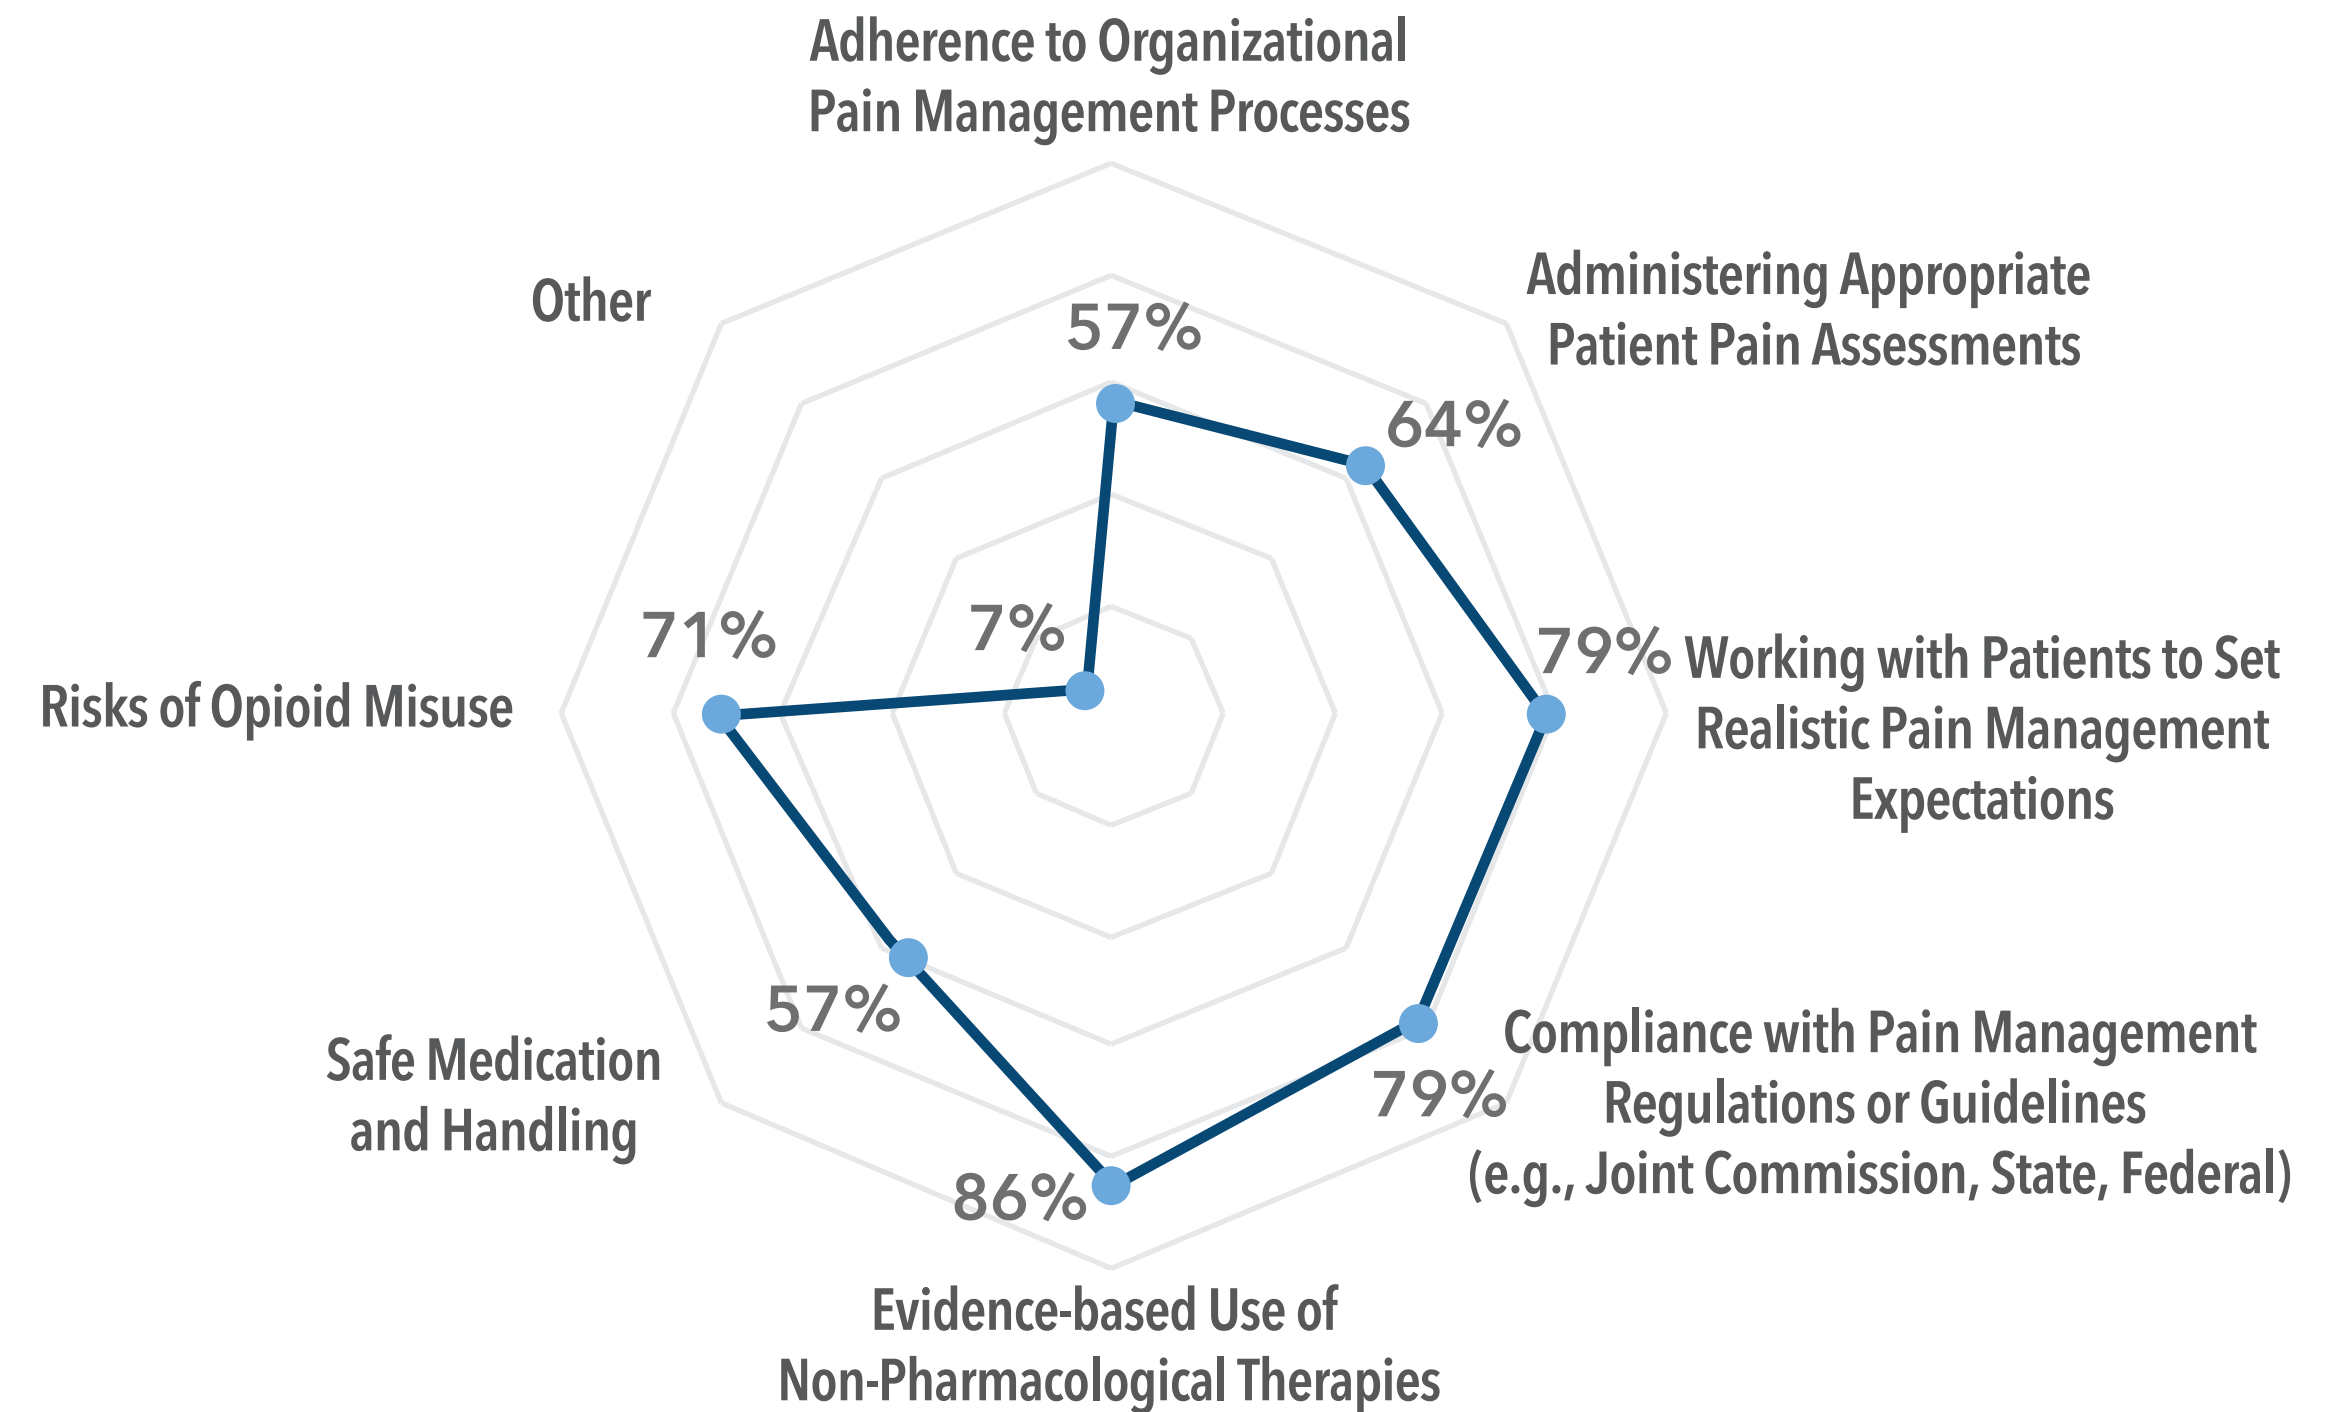 Adherence to Organizational
Pain Management Processes
Other
57%
Administering Appropriate
Patient Pain Assessments
64%
71%
7%
79%
Working with Patients to Set
Realistic Pain Management
Expectations
Risks of Opioid Misuse
57%
Safe Medication
and Handling
79%
Compliance with Pain Management
Regulations or Guidelines
(e.g., Joint Commission, State, Federal)
86%
Evidence-based Use of
Non-Pharmacological Therapies